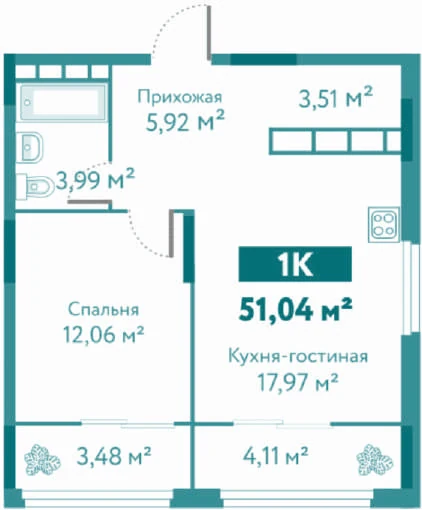 Прихожая
5,92 м²
3,51 м²
3,99 м²
1К
51,04 м²
Спальня
12,06 м²
Кухня-гостиная
17,97 м²
3,48 м²
4,11 м²